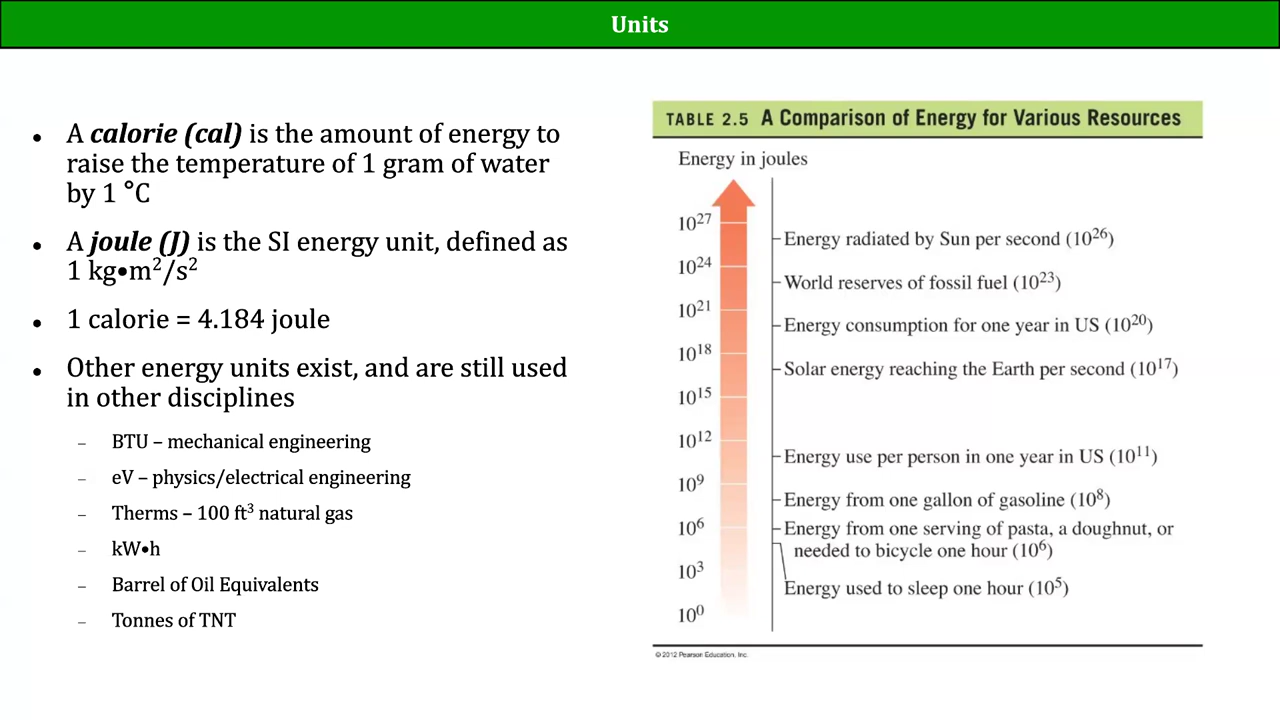 Units
• A calorie (cal) is the amount of energy to
raise the temperature of 1 gram of water
by 1 °C
• A joule (J) is the SI energy unit, defined as
1 kg•m²/s²
• 1 calorie = 4.184 joule
• Other energy units exist, and are still used
in other disciplines
– BTU – mechanical engineering
– eV – physics/electrical engineering
– Therms – 100 ft³ natural gas
– kW•h
– Barrel of Oil Equivalents
– Tonnes of TNT
TABLE 2.5 A Comparison of Energy for Various Resources
Energy in joules
10²⁷
Energy radiated by Sun per second (10²⁶)
10²⁴
World reserves of fossil fuel (10²³)
10²¹
Energy consumption for one year in US (10²⁰)
10¹⁸
Solar energy reaching the Earth per second (10¹⁷)
10¹⁵
10¹²
Energy use per person in one year in US (10¹¹)
10⁹
Energy from one gallon of gasoline (10⁸)
10⁶
Energy from one serving of pasta, a doughnut, or
needed to bicycle one hour (10⁶)
10³
Energy used to sleep one hour (10⁵)
10⁰
© 2012 Pearson Education, Inc.